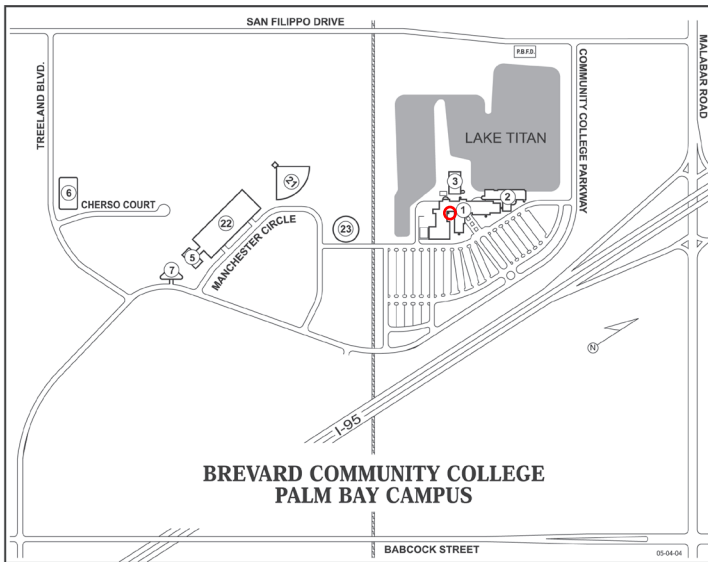 SAN FILIPPO DRIVE
P.B.F.D.
TREELAND BLVD.
COMMUNITY COLLEGE PARKWAY
MALABAR ROAD
LAKE TITAN
3
6
21
2
CHERSO COURT
1
22
23
MANCHESTER CIRCLE
5
7
N
I-95
BREVARD COMMUNITY COLLEGE
PALM BAY CAMPUS
BABCOCK STREET
05-04-04